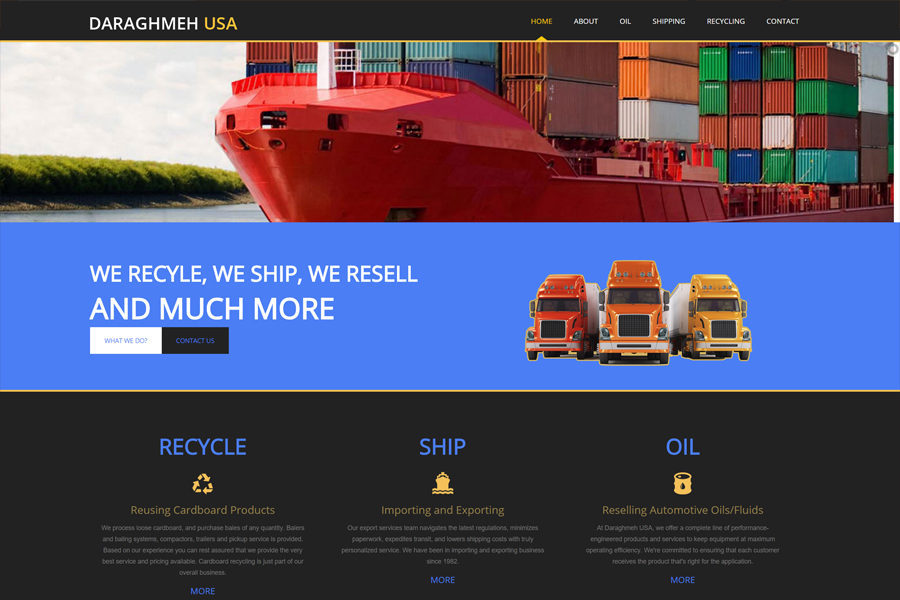 DARAGHMEH USA
HOME ABOUT OIL SHIPPING RECYCLING CONTACT
WE RECYLE, WE SHIP, WE RESELL
AND MUCH MORE
WHAT WE DO? CONTACT US
RECYCLE
Reusing Cardboard Products
We process loose cardboard, and purchase bales of any quantity. Balers
and baling systems, compactors, trailers and pickup service is provided.
Based on our experience you can rest assured that we provide the very
best service and pricing available. Cardboard recycling is just part of our
overall business.
MORE
SHIP
Importing and Exporting
Our export services team navigates the latest regulations, minimizes
paperwork, expedites transit, and lowers shipping costs with truly
personalized service. We have been in importing and exporting business
since 1982.
MORE
OIL
Reselling Automotive Oils/Fluids
At Daraghmeh USA, we offer a complete line of performance-
engineered products and services to keep equipment at maximum
operating efficiency. We're committed to ensuring that each customer
receives the product that's right for the application.
MORE